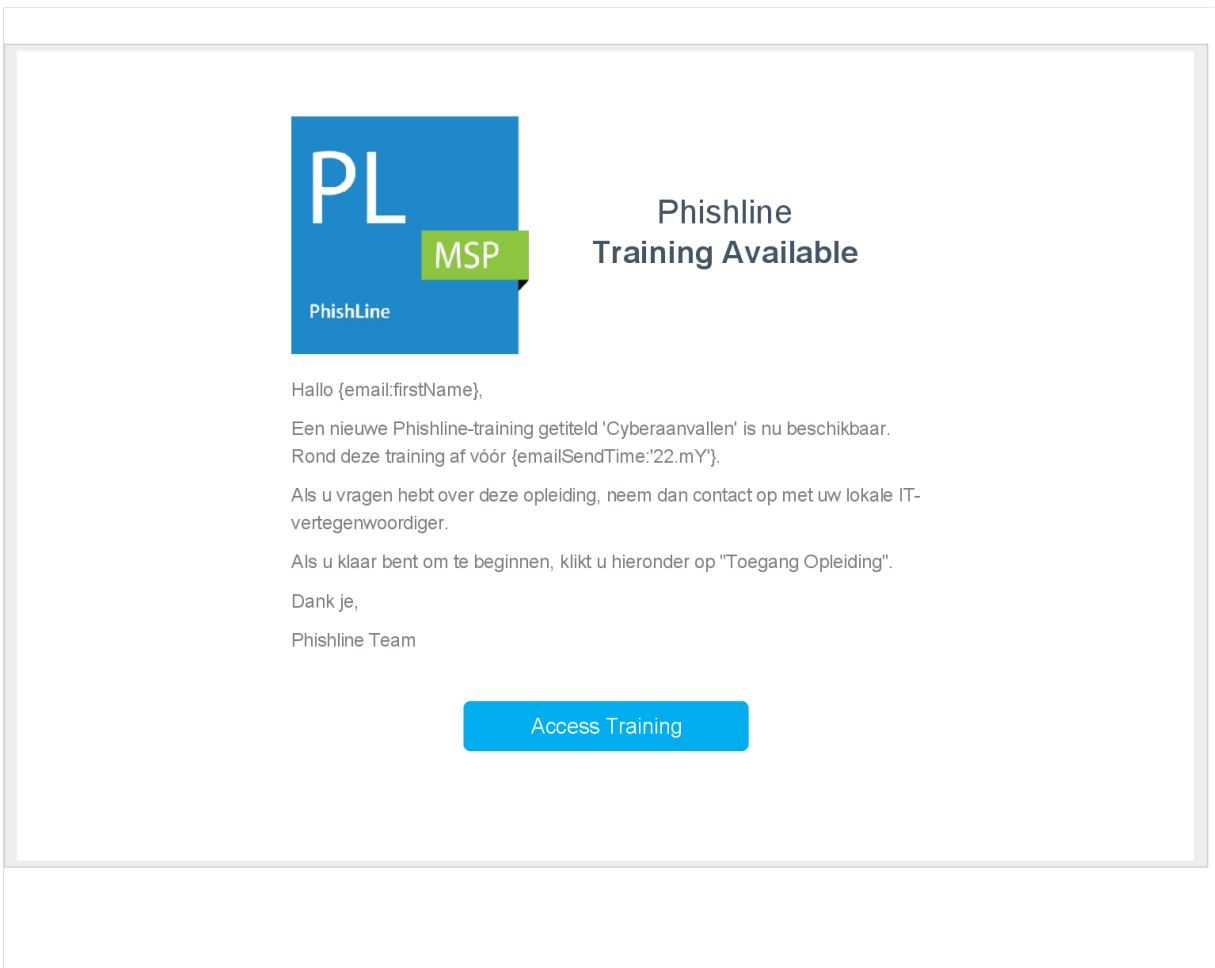 PL
MSP
PhishLine
Phishline
Training Available
Hallo {email:firstName},
Een nieuwe Phishline-training getiteld 'Cyberaanvallen' is nu beschikbaar.
Rond deze training af vóór {emailSendTime:'22.mY'}.
Als u vragen hebt over deze opleiding, neem dan contact op met uw lokale IT-
vertegenwoordiger.
Als u klaar bent om te beginnen, klikt u hieronder op "Toegang Opleiding".
Dank je,
Phishline Team
Access Training